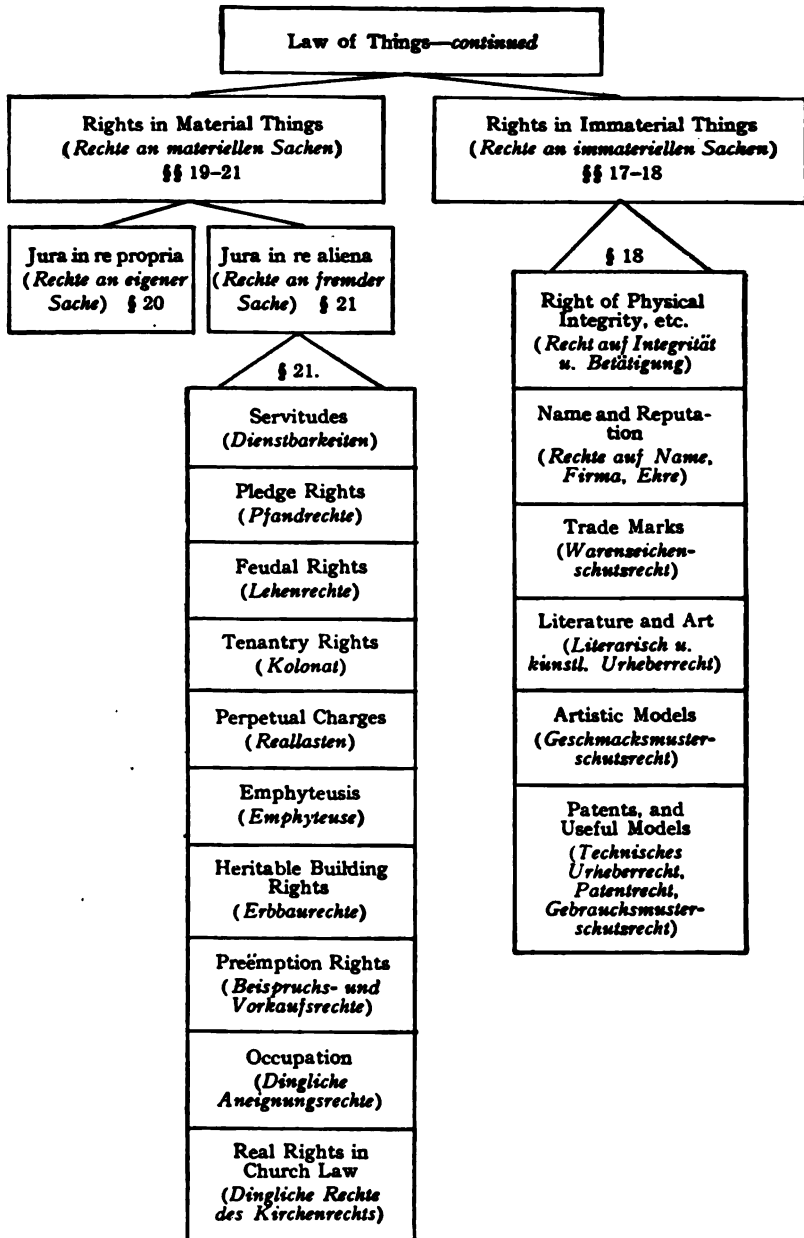 Law of Things—continued
Rights in Material Things
(Rechte an materiellen Sachen)
§§ 19-21
Rights in Immaterial Things
(Rechte an immateriellen Sachen)
§§ 17-18
Jura in re propria
(Rechte an eigener
Sache) § 20
Jura in re aliena
(Rechte an fremder
Sache) § 21
§ 21.
Servitudes
(Dienstbarkeiten)
Pledge Rights
(Pfandrechte)
Feudal Rights
(Lehenrechte)
Tenantry Rights
(Kolonat)
Perpetual Charges
(Reallasten)
Emphyteusis
(Emphyteuse)
Heritable Building
Rights
(Erbbaurechte)
Preëmption Rights
(Beispruchs- und
Vorkaufsrechte)
Occupation
(Dingliche
Aneignungsrechte)
Real Rights in
Church Law
(Dingliche Rechte
des Kirchenrechts)
§ 18
Right of Physical
Integrity, etc.
(Recht auf Integrität
u. Betätigung)
Name and Reputa-
tion
(Rechte auf Name,
Firma, Ehre)
Trade Marks
(Warenzeichen-
schutzrecht)
Literature and Art
(Literarisch u.
künstl. Urheberrecht)
Artistic Models
(Geschmacksmuster-
schutzrecht)
Patents, and
Useful Models
(Technisches
Urheberrecht,
Patentrecht,
Gebrauchsmuster-
schutzrecht)